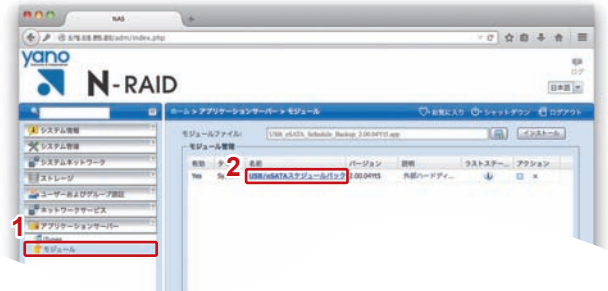 NAS
/adm/index.php
yano
N-RAID
ログ
日本語
ホーム > アプリケーションサーバー > モジュール
お気に入り シャットダウン ログアウト
システム情報
システム管理
システムネットワーク
ストレージ
ユーザーおよびグループ認証
ネットワークサービス
1
アプリケーションサーバー
iTunes
モジュール
モジュールファイル:
USB_eSATA_Schedule_Backup_2.00.04YIS.app
インストール
モジュール管理
有効
名前 バージョン 説明 ラストステー... アクション
2
Yes
USB/eSATAスケジュールバック 2.00.04YIS 外部ハードディ...